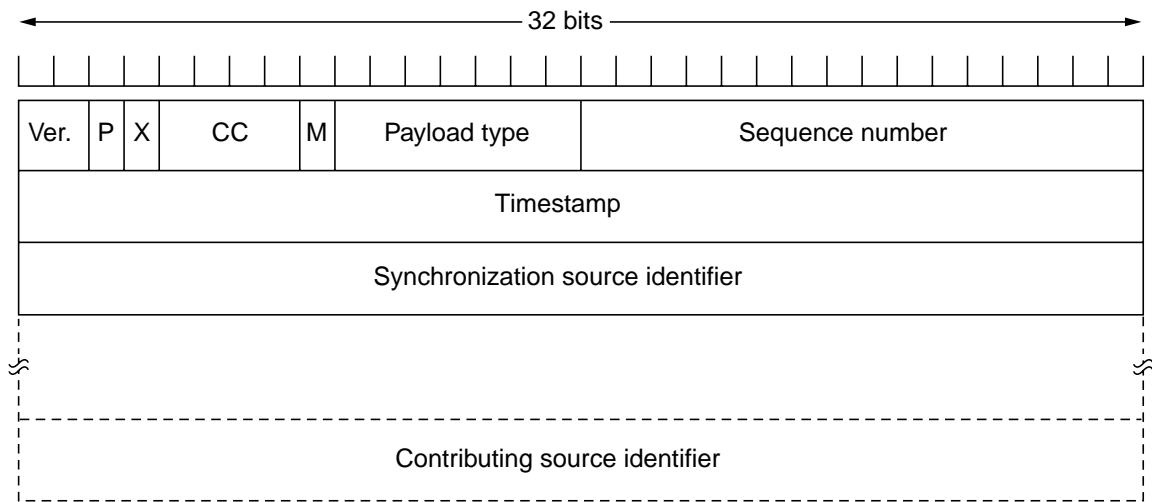 32 bits
Ver. P X CC M Payload type Sequence number
Timestamp
Synchronization source identifier
Contributing source identifier